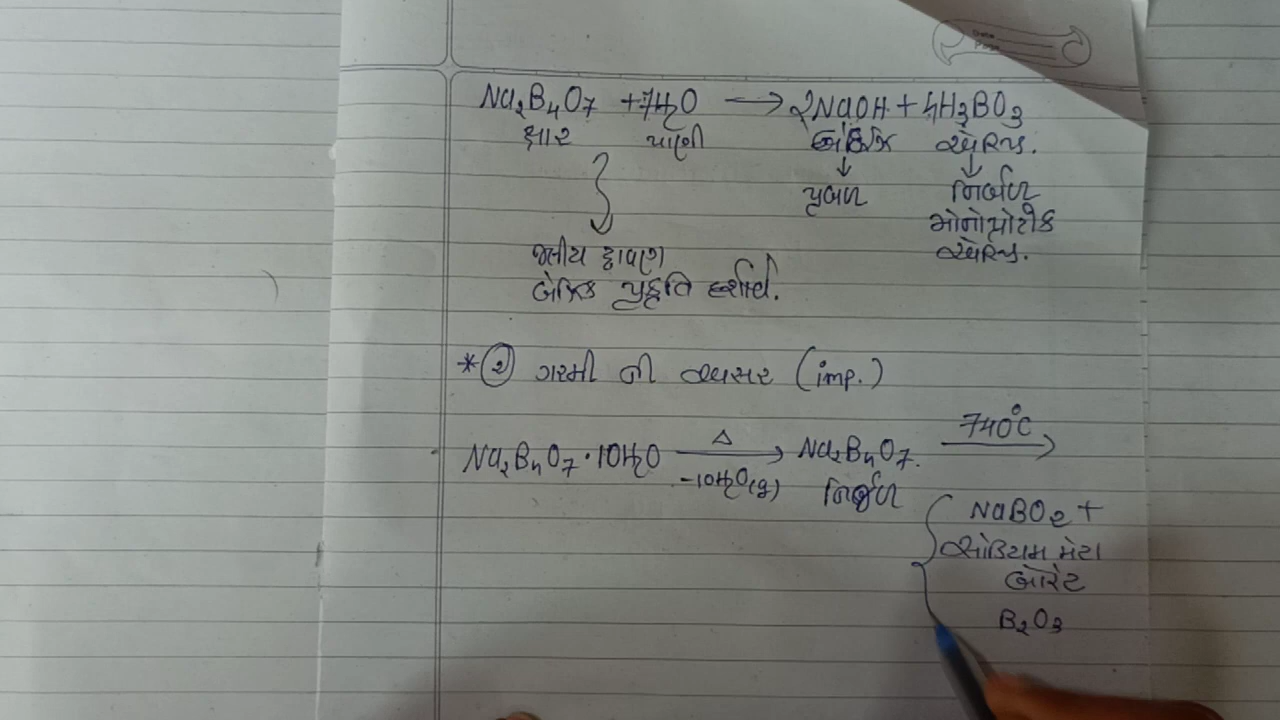 Na₂B₄O₇ + 7H₂O ⟶ 2NaOH + 4H₃BO₃
ક્ષાર પાણી બેઝિક એસિડ.
↓ ↓
પ્રબળ નિર્બળ
મોનોપ્રોટીક
એસિડ.
જલીય દ્રાવણ
બેઝિક પ્રકૃતિ દર્શાવે.
* ② ગરમી ની અસર (imp.)
Na₂B₄O₇·10H₂O ⟶ Na₂B₄O₇. ⟶
Δ 740°C
-10H₂O(g) નિર્જળ
NaBO₂ +
સોડિયમ મેટા
બોરેટ
B₂O₃